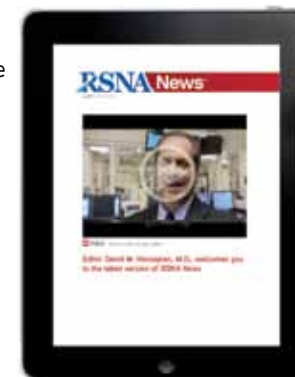 e
RSNA News
Editor David M. Hovsepian, M.D., welcomes you
to the latest version of RSNA News